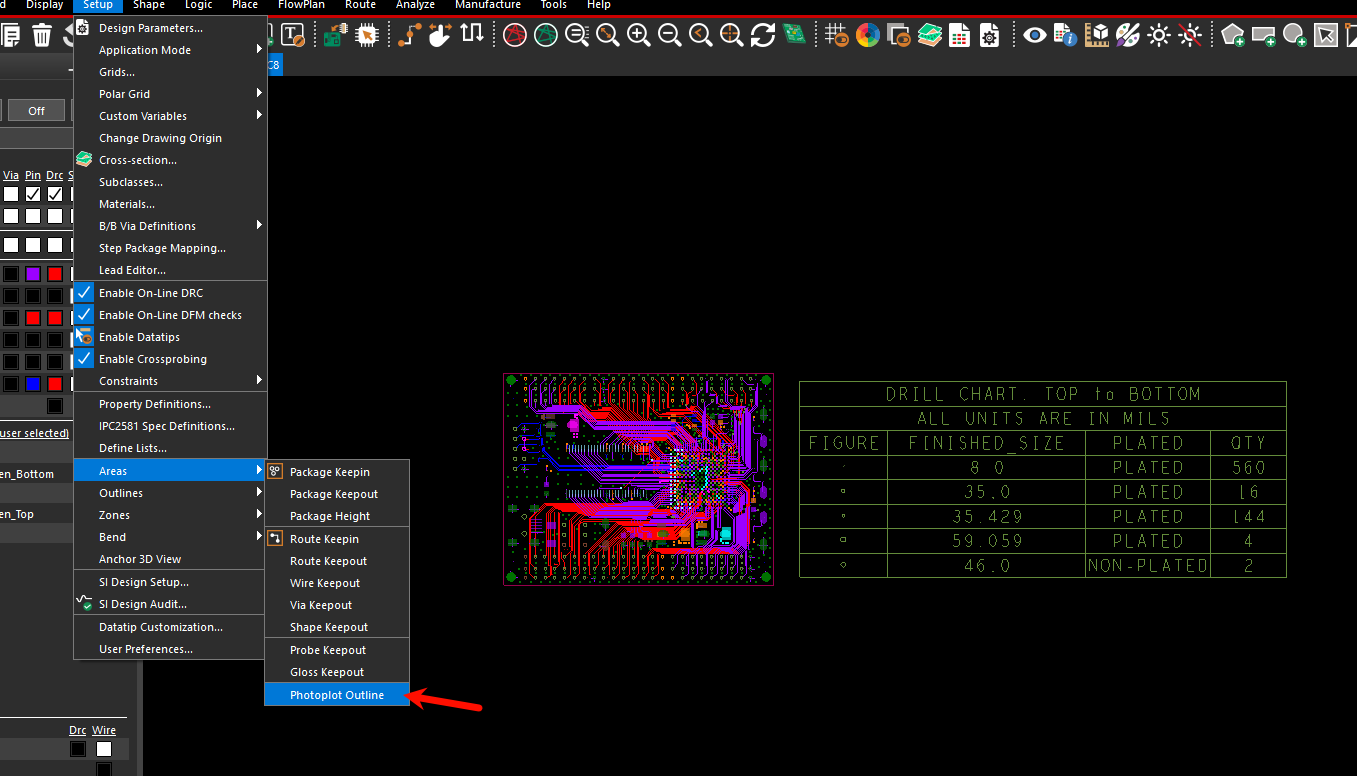 d Display Setup Shape Logic Place FlowPlan Route Analyze Manufacture Tools Help
Design Parameters...
Application Mode
Grids...
Polar Grid
Custom Variables
Change Drawing Origin
Cross-section...
Subclasses...
Materials...
B/B Via Definitions
Step Package Mapping...
Lead Editor...
Enable On-Line DRC
Enable On-Line DFM checks
Enable Datatips
Enable Crossprobing
Constraints
Property Definitions...
IPC2581 Spec Definitions...
Define Lists...
Areas
Outlines
Zones
Bend
Anchor 3D View
SI Design Setup...
SI Design Audit...
Datatip Customization...
User Preferences...
Package Keepin
Package Keepout
Package Height
Route Keepin
Route Keepout
Wire Keepout
Via Keepout
Shape Keepout
Probe Keepout
Gloss Keepout
Photoplot Outline
C8
Off
Via Pin Drc S
user selected)
en_Bottom
en_Top
Drc Wire
DRILL CHART. TOP to BOTTOM
ALL UNITS ARE IN MILS
FIGURE FINISHED_SIZE PLATED QTY
8.0 PLATED 560
35.0 PLATED 16
35.429 PLATED 144
59.059 PLATED 4
46.0 NON-PLATED 2